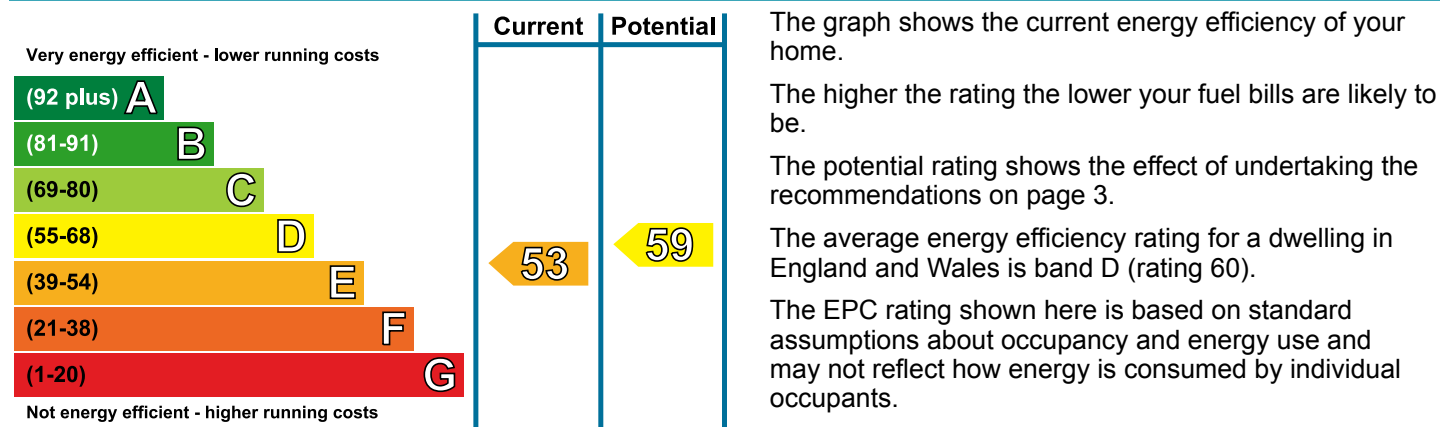 Current Potential
Very energy efficient - lower running costs
(92 plus) A
(81-91) B
(69-80) C
(55-68) D
(39-54) E
(21-38) F
(1-20) G
53
59
Not energy efficient - higher running costs
The graph shows the current energy efficiency of your
home.
The higher the rating the lower your fuel bills are likely to
be.
The potential rating shows the effect of undertaking the
recommendations on page 3.
The average energy efficiency rating for a dwelling in
England and Wales is band D (rating 60).
The EPC rating shown here is based on standard
assumptions about occupancy and energy use and
may not reflect how energy is consumed by individual
occupants.